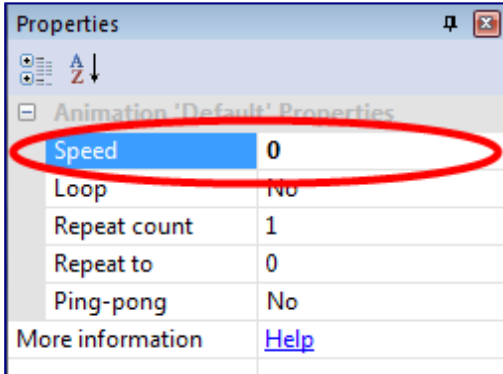 Properties
A
Z
Animation 'Default' Properties
Speed 0
Loop No
Repeat count 1
Repeat to 0
Ping-pong No
More information Help